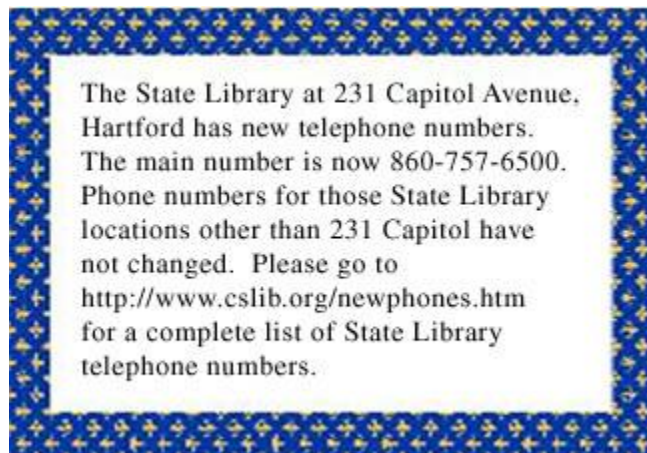 The State Library at 231 Capitol Avenue,
Hartford has new telephone numbers.
The main number is now 860-757-6500.
Phone numbers for those State Library
locations other than 231 Capitol have
not changed.  Please go to
http://www.cslib.org/newphones.htm
for a complete list of State Library
telephone numbers.